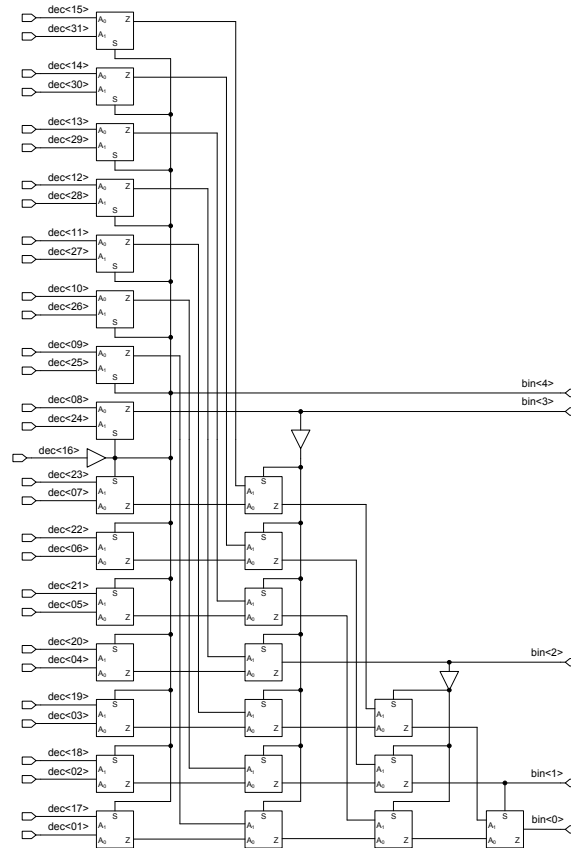 dec<15>
A₀ Z
dec<31>
A₁
S
dec<14>
A₀ Z
dec<30>
A₁
S
dec<13>
A₀ Z
dec<29>
A₁
S
dec<12>
A₀ Z
dec<28>
A₁
S
dec<11>
A₀ Z
dec<27>
A₁
S
dec<10>
A₀ Z
dec<26>
A₁
S
dec<09>
A₀ Z
dec<25>
A₁
S bin<4>
dec<08> bin<3>
A₀ Z
dec<24>
A₁
S
dec<16>
dec<23> S S
A₁ A₁
dec<07>
A₀ Z A₀ Z
dec<22> S S
A₁ A₁
dec<06>
A₀ Z A₀ Z
dec<21> S S
A₁ A₁
dec<05>
A₀ Z A₀ Z
dec<20> S S bin<2>
A₁ A₁
dec<04>
A₀ Z A₀ Z
dec<19> S S S
A₁ A₁ A₁
dec<03>
A₀ Z A₀ Z A₀ Z
dec<18> S S S
A₁ A₁ A₁
dec<02> bin<1>
A₀ Z A₀ Z A₀ Z
dec<17> S S S S
A₁ A₁ A₁ A₁ Z bin<0>
dec<01>
A₀ Z A₀ Z A₀ Z A₀